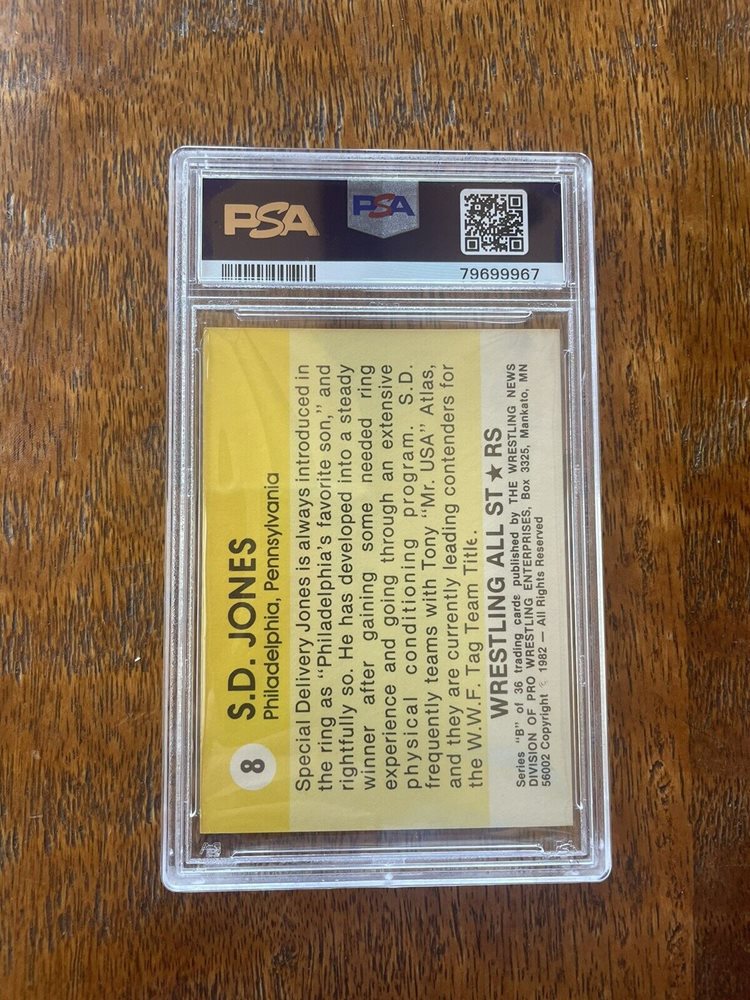 PSA
PSA
79699967
8
S.D. JONES
Philadelphia, Pennsylvania
Special Delivery Jones is always introduced in
the ring as "Philadelphia's favorite son," and
rightfully so. He has developed into a steady
winner after gaining some needed ring
experience and going through an extensive
physical conditioning program. S.D.
frequently teams with Tony "Mr. USA" Atlas,
and they are currently leading contenders for
the W.W.F. Tag Team Title.
WRESTLING ALL ST★RS
Series "B" of 36 trading cards published by THE WRESTLING NEWS
DIVISION OF PRO WRESTLING ENTERPRISES, Box 3325, Mankato, MN
56002 Copyright © 1982 — All Rights Reserved